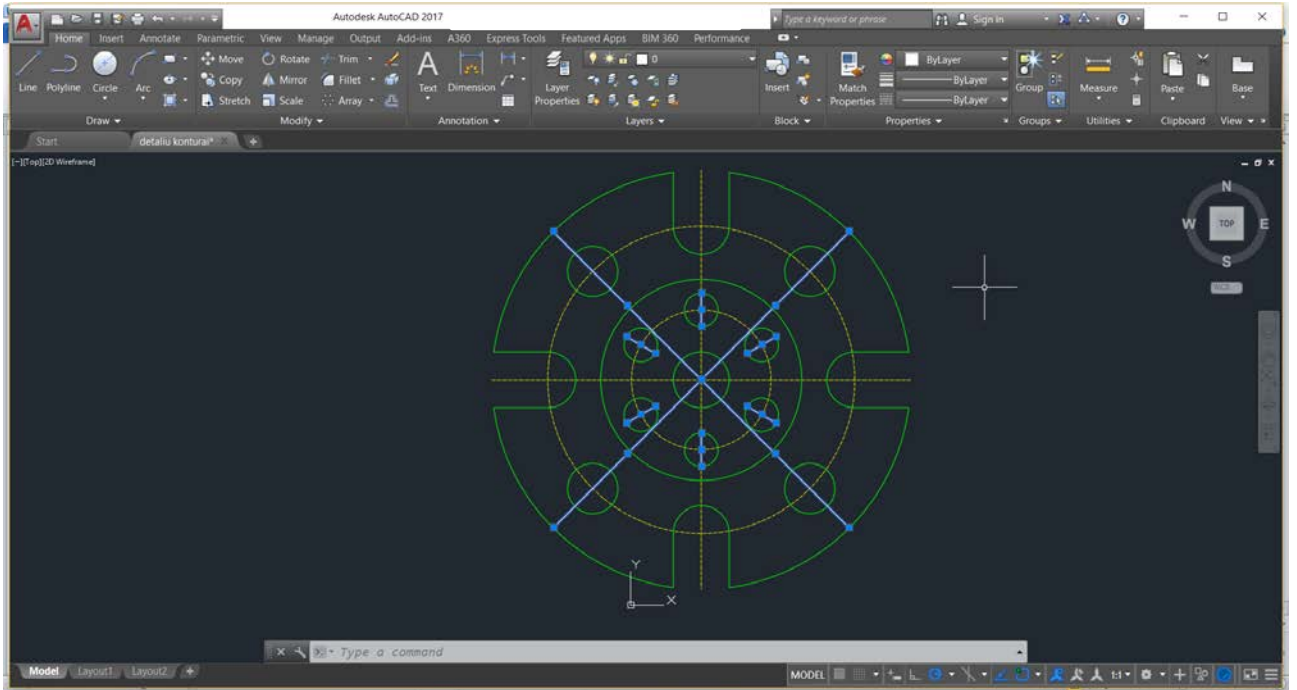 Autodesk AutoCAD 2017 Type a keyword or phrase Sign In
Home Insert Annotate Parametric View Manage Output Add-ins A360 Express Tools Featured Apps BIM 360 Performance
Move Rotate Trim 0 ByLayer
Line Polyline Circle Arc Copy Mirror Fillet Text Dimension Layer Properties Insert Match Properties ByLayer Group Measure Paste Base
Stretch Scale Array ByLayer
Draw Modify Annotation Layers Block Properties Groups Utilities Clipboard View
Start detaliu konturai*
[−][Top][2D Wireframe]
N
W TOP E
S
Y
X
Type a command
Model Layout1 Layout2 MODEL 1:1